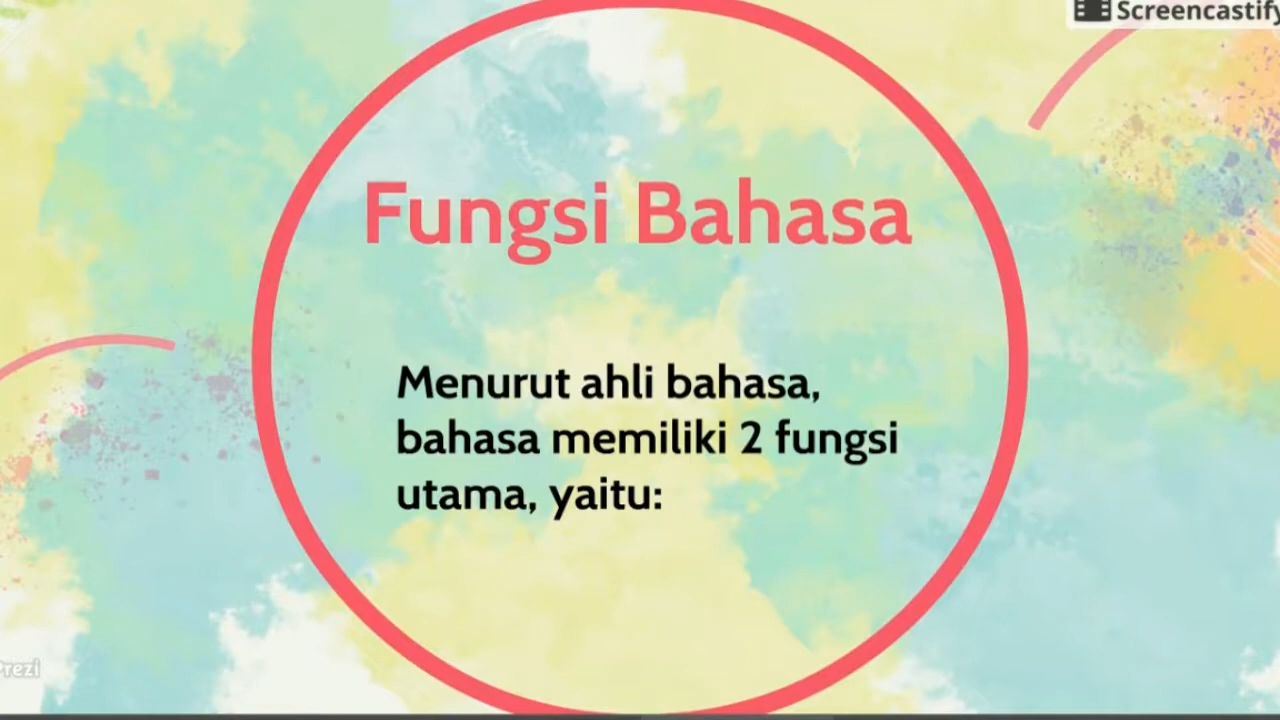 Screencastify
Fungsi Bahasa
Menurut ahli bahasa,
bahasa memiliki 2 fungsi
utama, yaitu:
Prezi